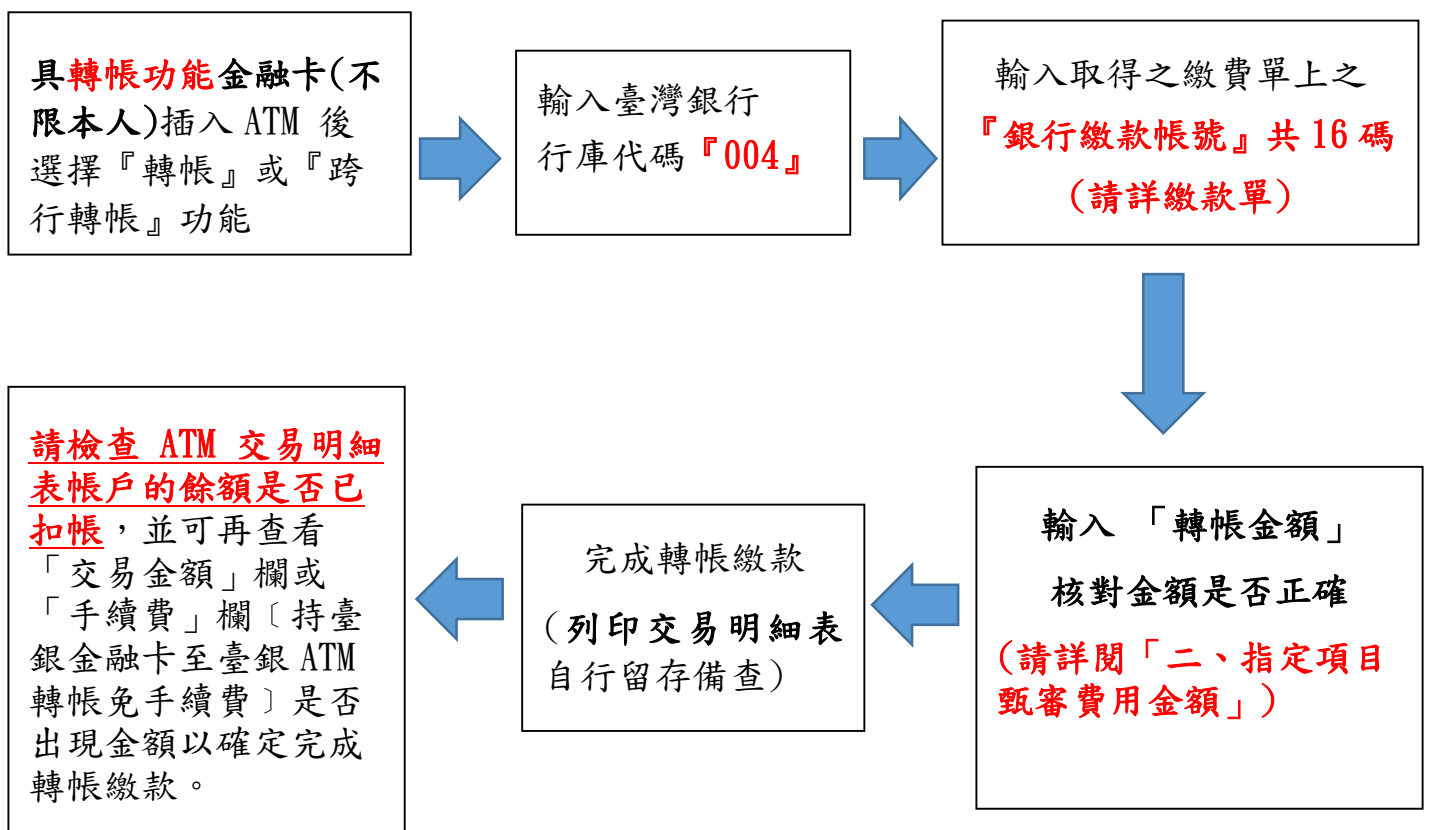 具轉帳功能金融卡(不
限本人)插入 ATM 後
選擇『轉帳』或『跨
行轉帳』功能
輸入臺灣銀行
行庫代碼『004』
輸入取得之繳費單上之
『銀行繳款帳號』共 16 碼
(請詳繳款單)
輸入 「轉帳金額」
核對金額是否正確
(請詳閱「二、指定項目
甄審費用金額」)
完成轉帳繳款
(列印交易明細表
自行留存備查)
請檢查 ATM 交易明細
表帳戶的餘額是否已
扣帳，並可再查看
「交易金額」欄或
「手續費」欄〔持臺
銀金融卡至臺銀 ATM
轉帳免手續費〕是否
出現金額以確定完成
轉帳繳款。